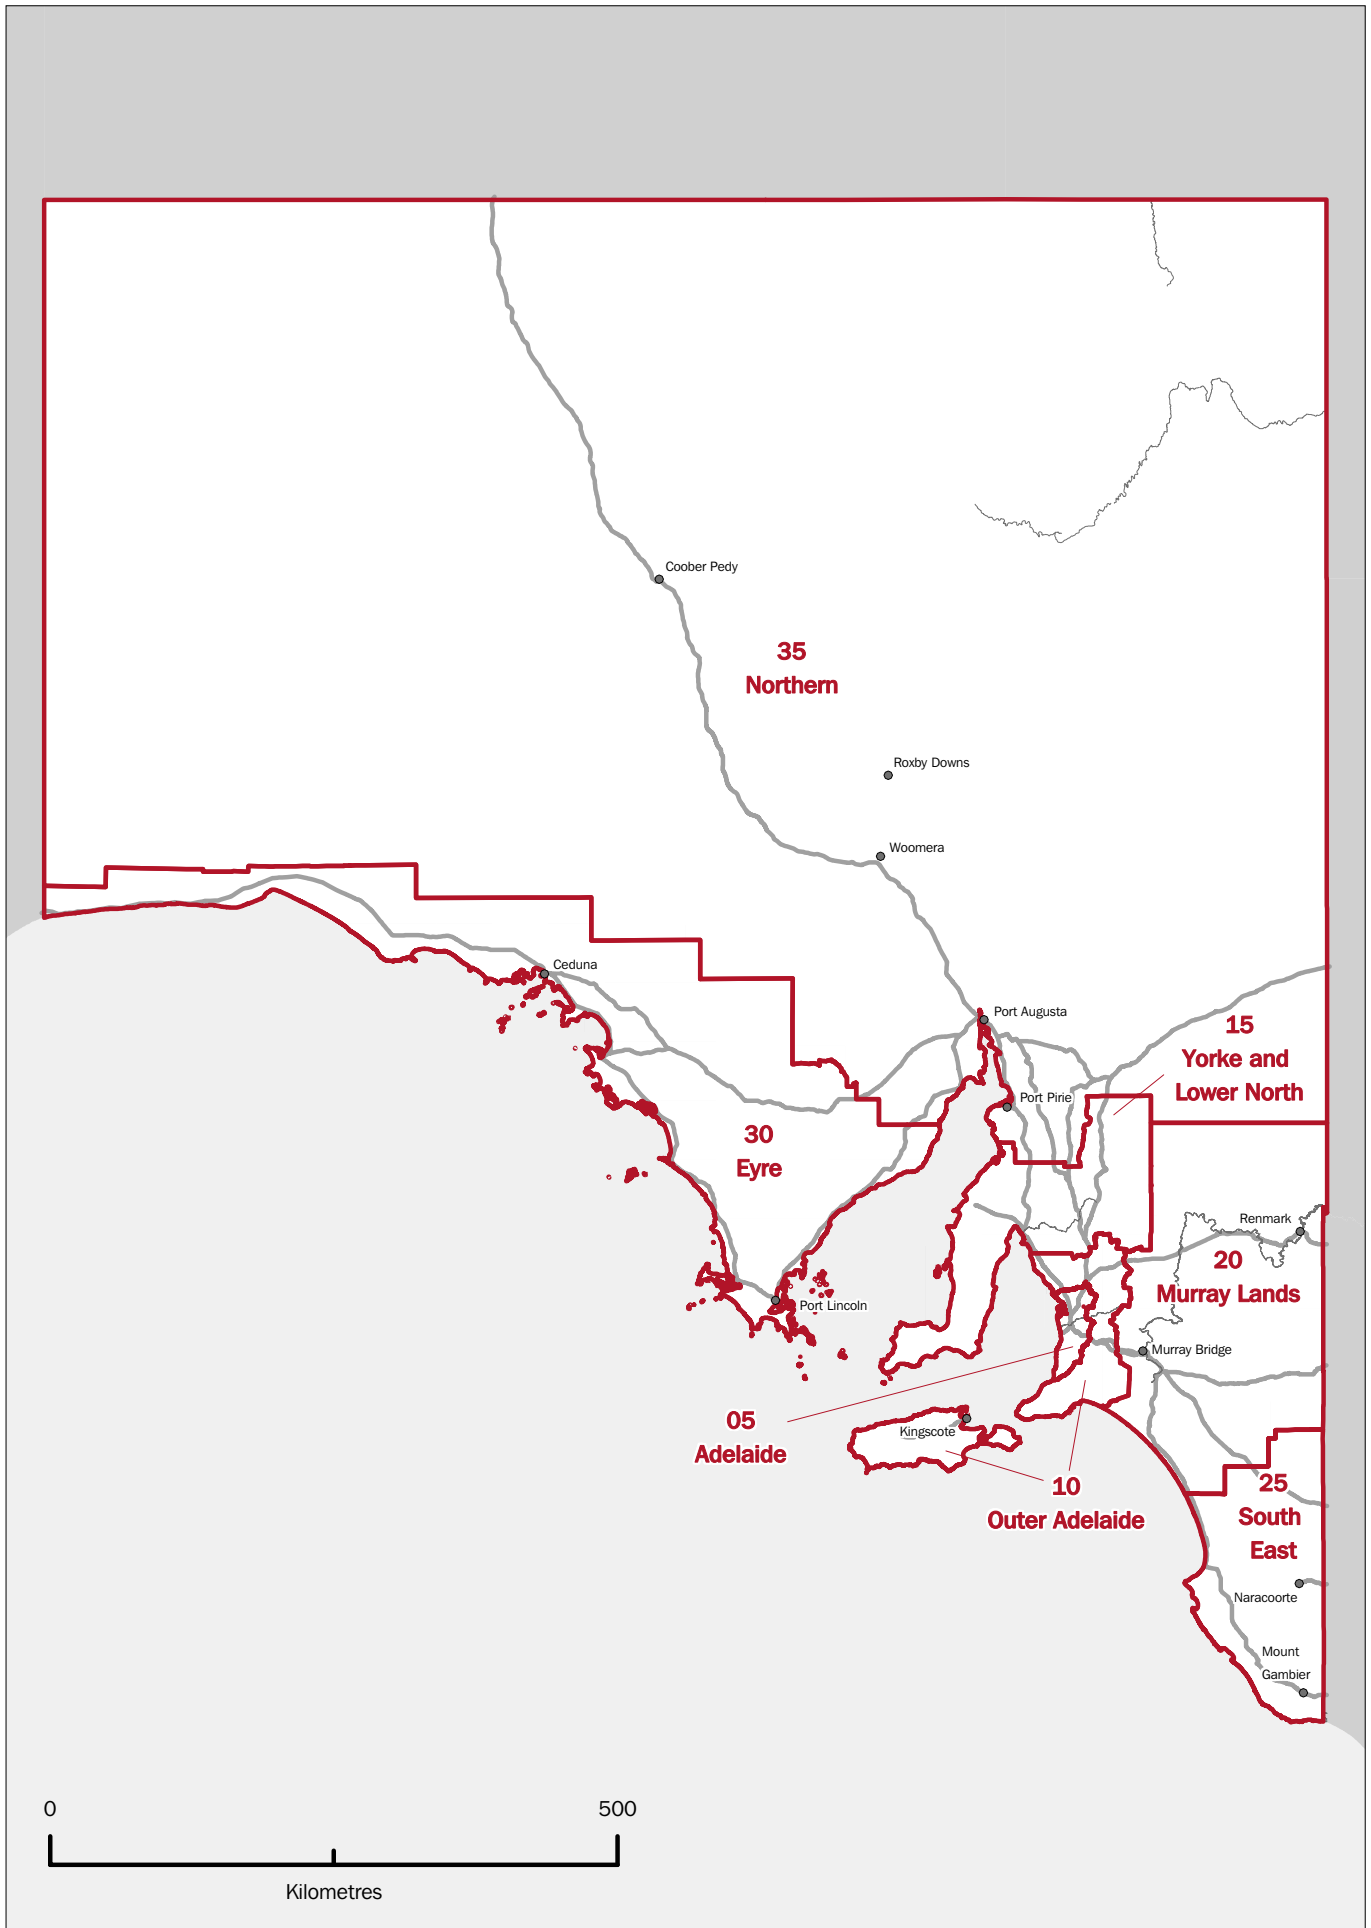 Coober Pedy
35
Northern
Roxby Downs
Woomera
Ceduna
Port Augusta
15
Yorke and
Lower North
Port Pirie
30
Eyre
Renmark
20
Murray Lands
Port Lincoln
Murray Bridge
05
Adelaide
Kingscote
10
Outer Adelaide
25
South
East
Naracoorte
Mount
Gambier
0 500
Kilometres